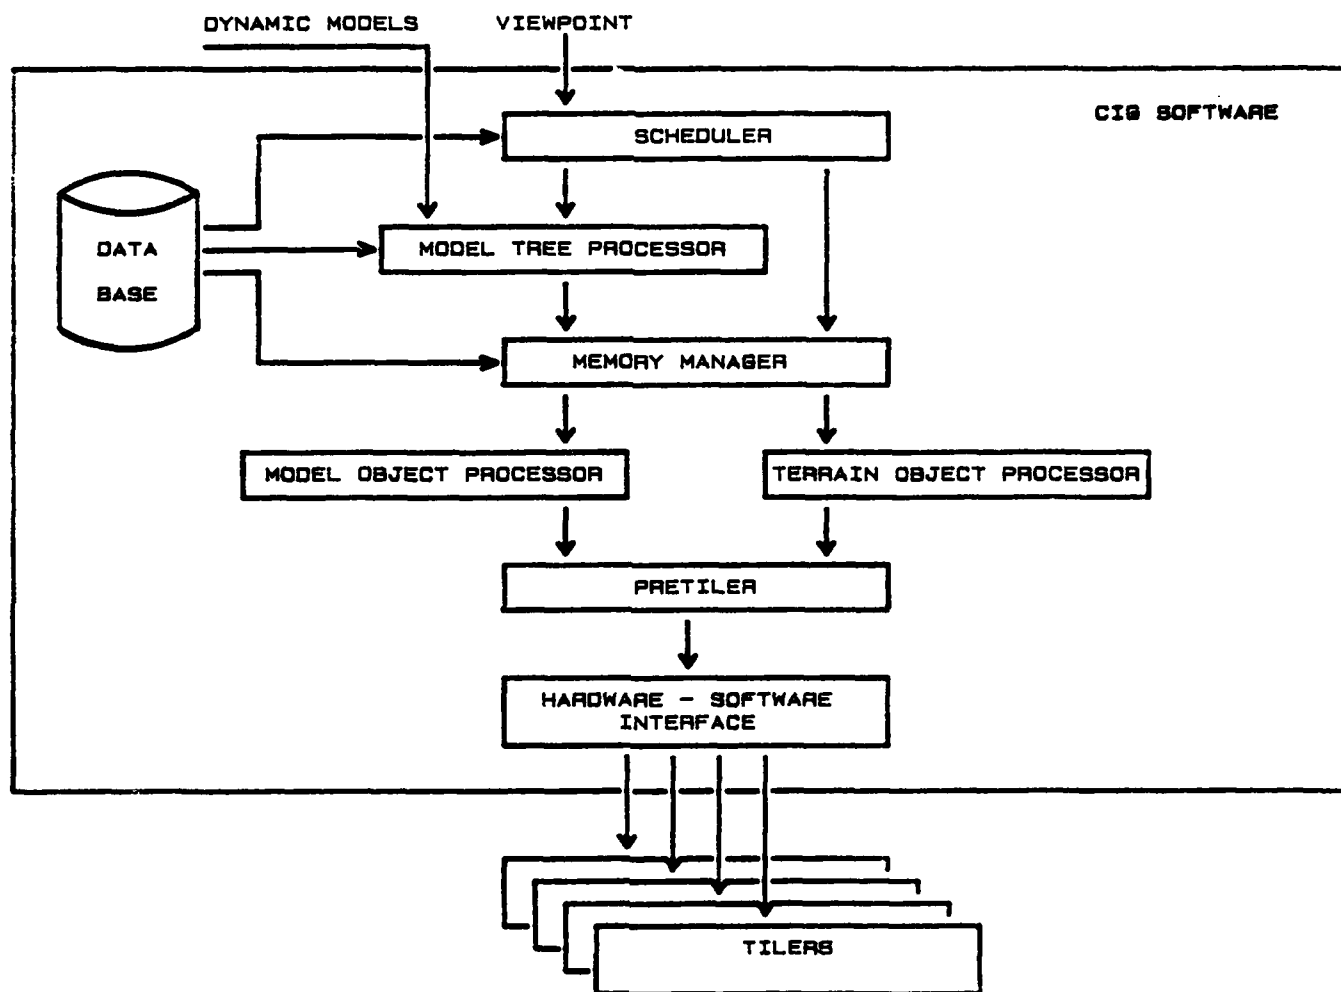 DYNAMIC MODELS
VIEWPOINT
CIG SOFTWARE
SCHEDULER
DATA
BASE
MODEL TREE PROCESSOR
MEMORY MANAGER
MODEL OBJECT PROCESSOR
TERRAIN OBJECT PROCESSOR
PRETILER
HARDWARE - SOFTWARE
INTERFACE
TILERS